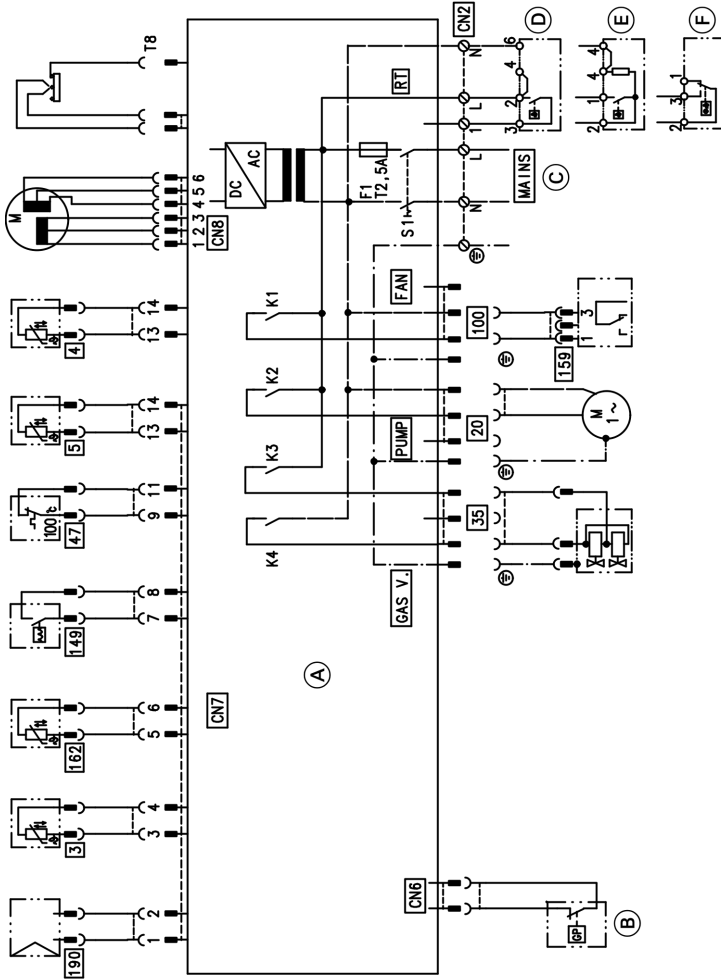 T8
M
1 2 3 4 5 6
CN8
4
13 14
5
13 14
100°c
47
9 11
149
7 8
162
5 6
CN7
3
3 4
190
1 2
DC
AC
F1
T2,5A
S1
K1
K2
K3
K4
A
RT
CN2
N
L
1
L
N
MAINS
C
FAN
100
PUMP
20
35
GAS V.
159
1 3
M
1~
CN6
GP
B
D
6
4
2
3
E
4
4
1
2
F
1
3
2